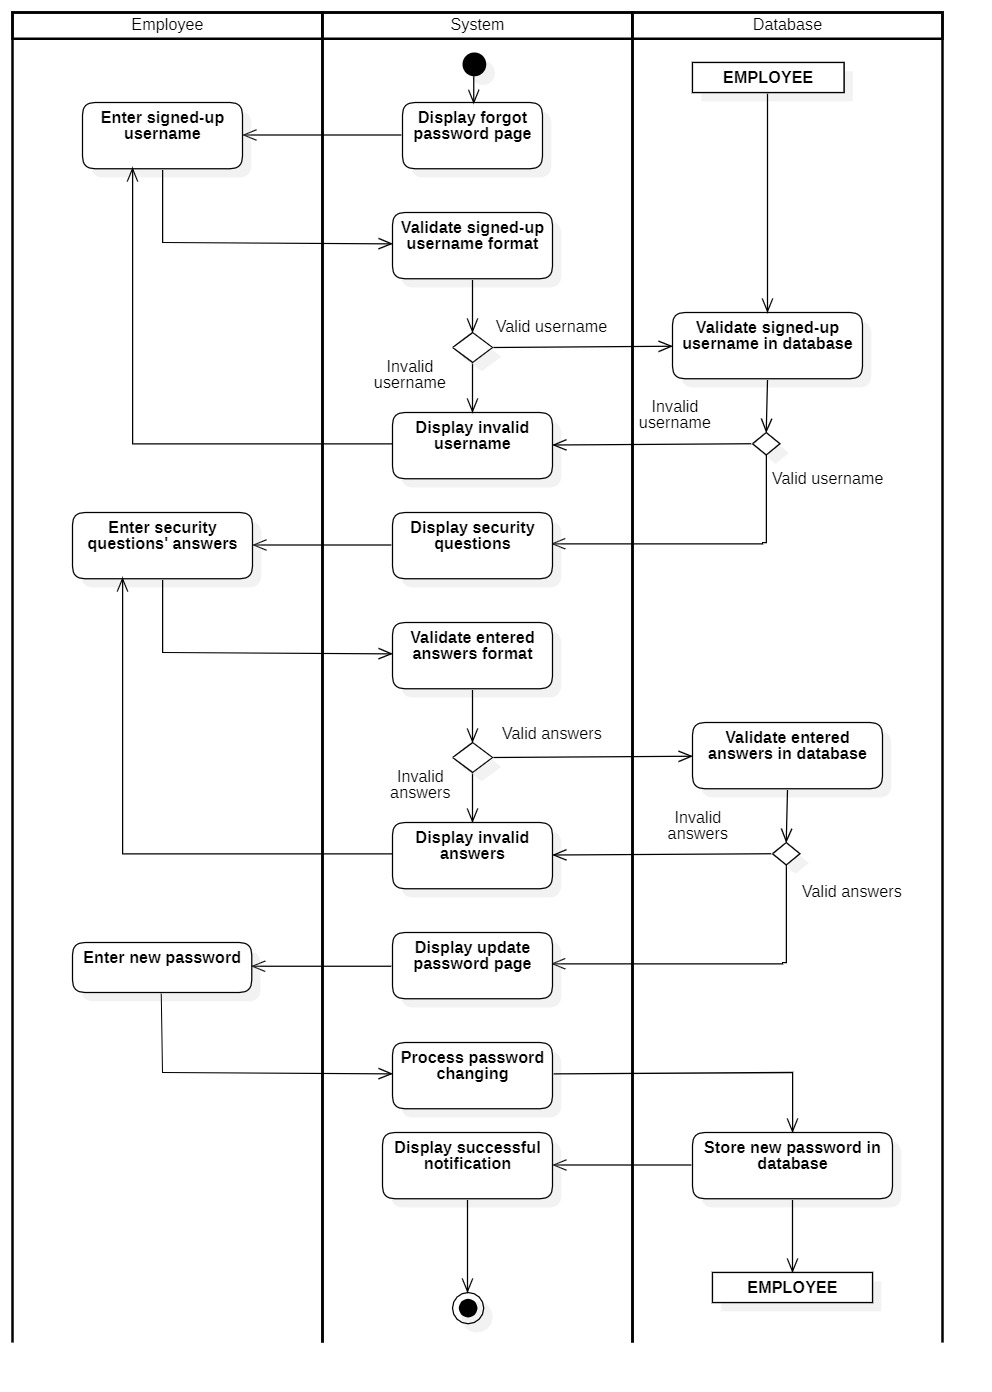 Employee
System
Database
EMPLOYEE
Enter signed-up
username
Display forgot
password page
Validate signed-up
username format
Valid username
Validate signed-up
username in database
Invalid
username
Invalid
username
Display invalid
username
Valid username
Enter security
questions' answers
Display security
questions
Validate entered
answers format
Valid answers
Validate entered
answers in database
Invalid
answers
Invalid
answers
Display invalid
answers
Valid answers
Enter new password
Display update
password page
Process password
changing
Display successful
notification
Store new password in
database
EMPLOYEE